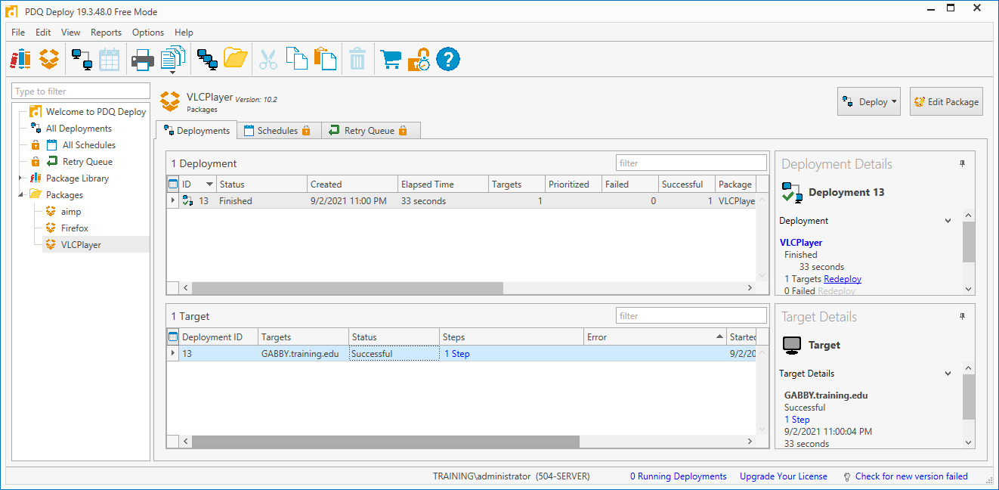 PDQ Deploy 19.3.48.0 Free Mode
File Edit View Reports Options Help
Type to filter
Welcome to PDQ Deploy
All Deployments
All Schedules
Retry Queue
Package Library
Packages
aimp
Firefox
VLCPlayer
VLCPlayer Version: 10.2
Packages
Deploy
Edit Package
Deployments Schedules Retry Queue
1 Deployment filter
ID Status Created Elapsed Time Targets Prioritized Failed Successful Package
13 Finished 9/2/2021 11:00 PM 33 seconds 1 0 1 VLCPlaye
1 Target filter
Deployment ID Targets Status Steps Error Started
13 GABBY.training.edu Successful 1 Step 9/2/20
Deployment Details
Deployment 13
Deployment
VLCPlayer
Finished
33 seconds
1 Targets Redeploy
0 Failed Redeploy
Target Details
Target
Target Details
GABBY.training.edu
Successful
1 Step
9/2/2021 11:00:04 PM
33 seconds
TRAINING\administrator (504-SERVER) 0 Running Deployments Upgrade Your License Check for new version failed